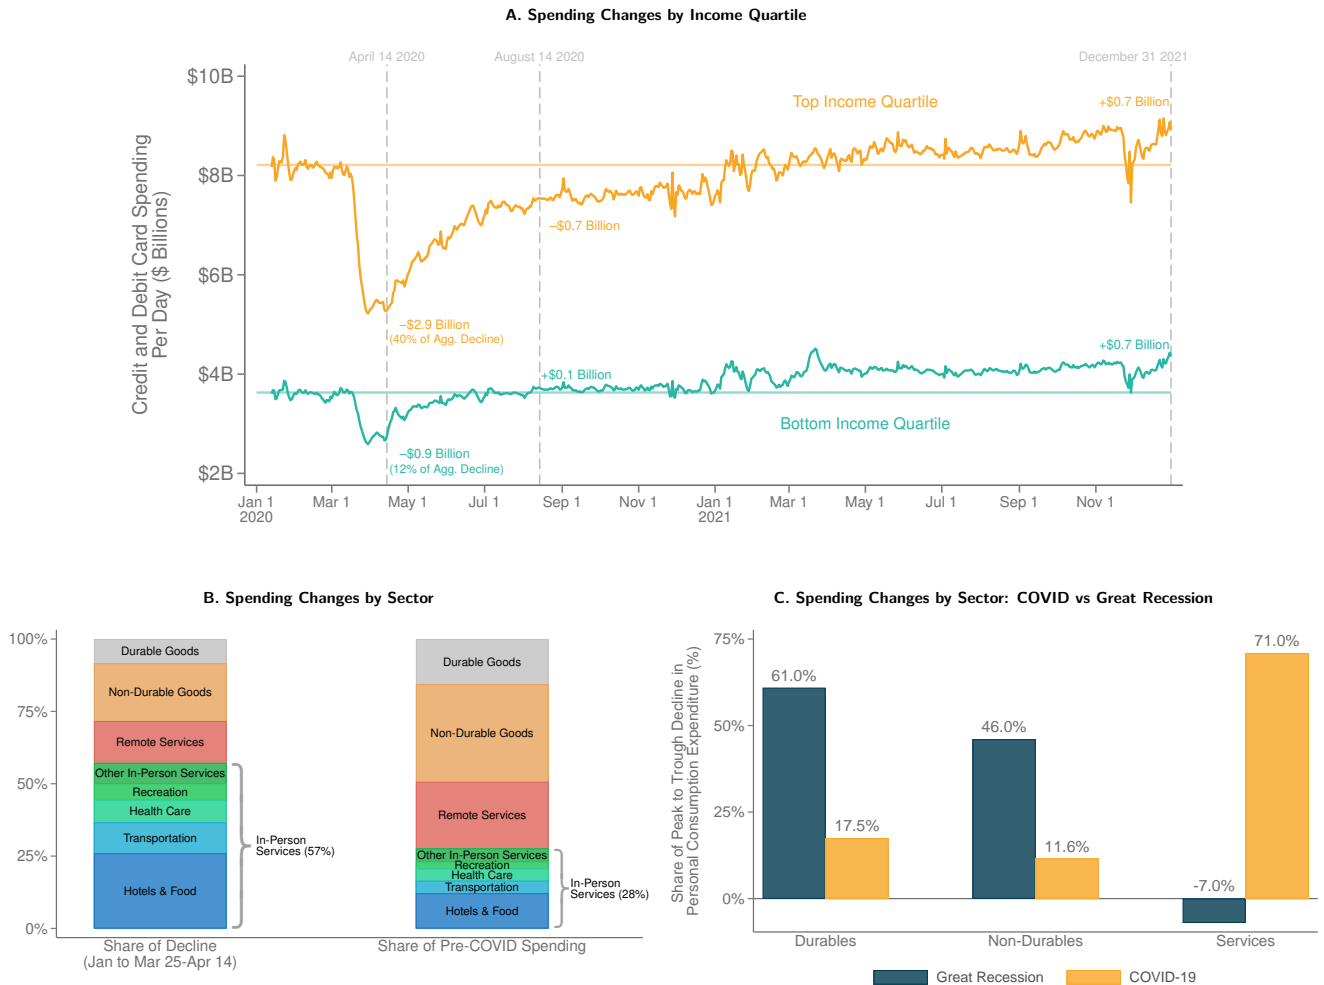 A. Spending Changes by Income Quartile
April 14 2020
August 14 2020
December 31 2021
$10B
$8B
$6B
$4B
$2B
Credit and Debit Card Spending
Per Day ($ Billions)
Top Income Quartile
+$0.7 Billion
–$0.7 Billion
–$2.9 Billion
(40% of Agg. Decline)
+$0.7 Billion
+$0.1 Billion
Bottom Income Quartile
–$0.9 Billion
(12% of Agg. Decline)
Jan 1
2020
Mar 1
May 1
Jul 1
Sep 1
Nov 1
Jan 1
2021
Mar 1
May 1
Jul 1
Sep 1
Nov 1
B. Spending Changes by Sector
100%
75%
50%
25%
0%
Durable Goods
Non-Durable Goods
Remote Services
Other In-Person Services
Recreation
Health Care
Transportation
Hotels & Food
In-Person
Services (57%)
Durable Goods
Non-Durable Goods
Remote Services
Other In-Person Services
Recreation
Health Care
Transportation
Hotels & Food
In-Person
Services (28%)
Share of Decline
(Jan to Mar 25-Apr 14)
Share of Pre-COVID Spending
C. Spending Changes by Sector: COVID vs Great Recession
Share of Peak to Trough Decline in
Personal Consumption Expenditure (%)
75%
50%
25%
0%
61.0%
17.5%
46.0%
11.6%
-7.0%
71.0%
Durables
Non-Durables
Services
Great Recession
COVID-19